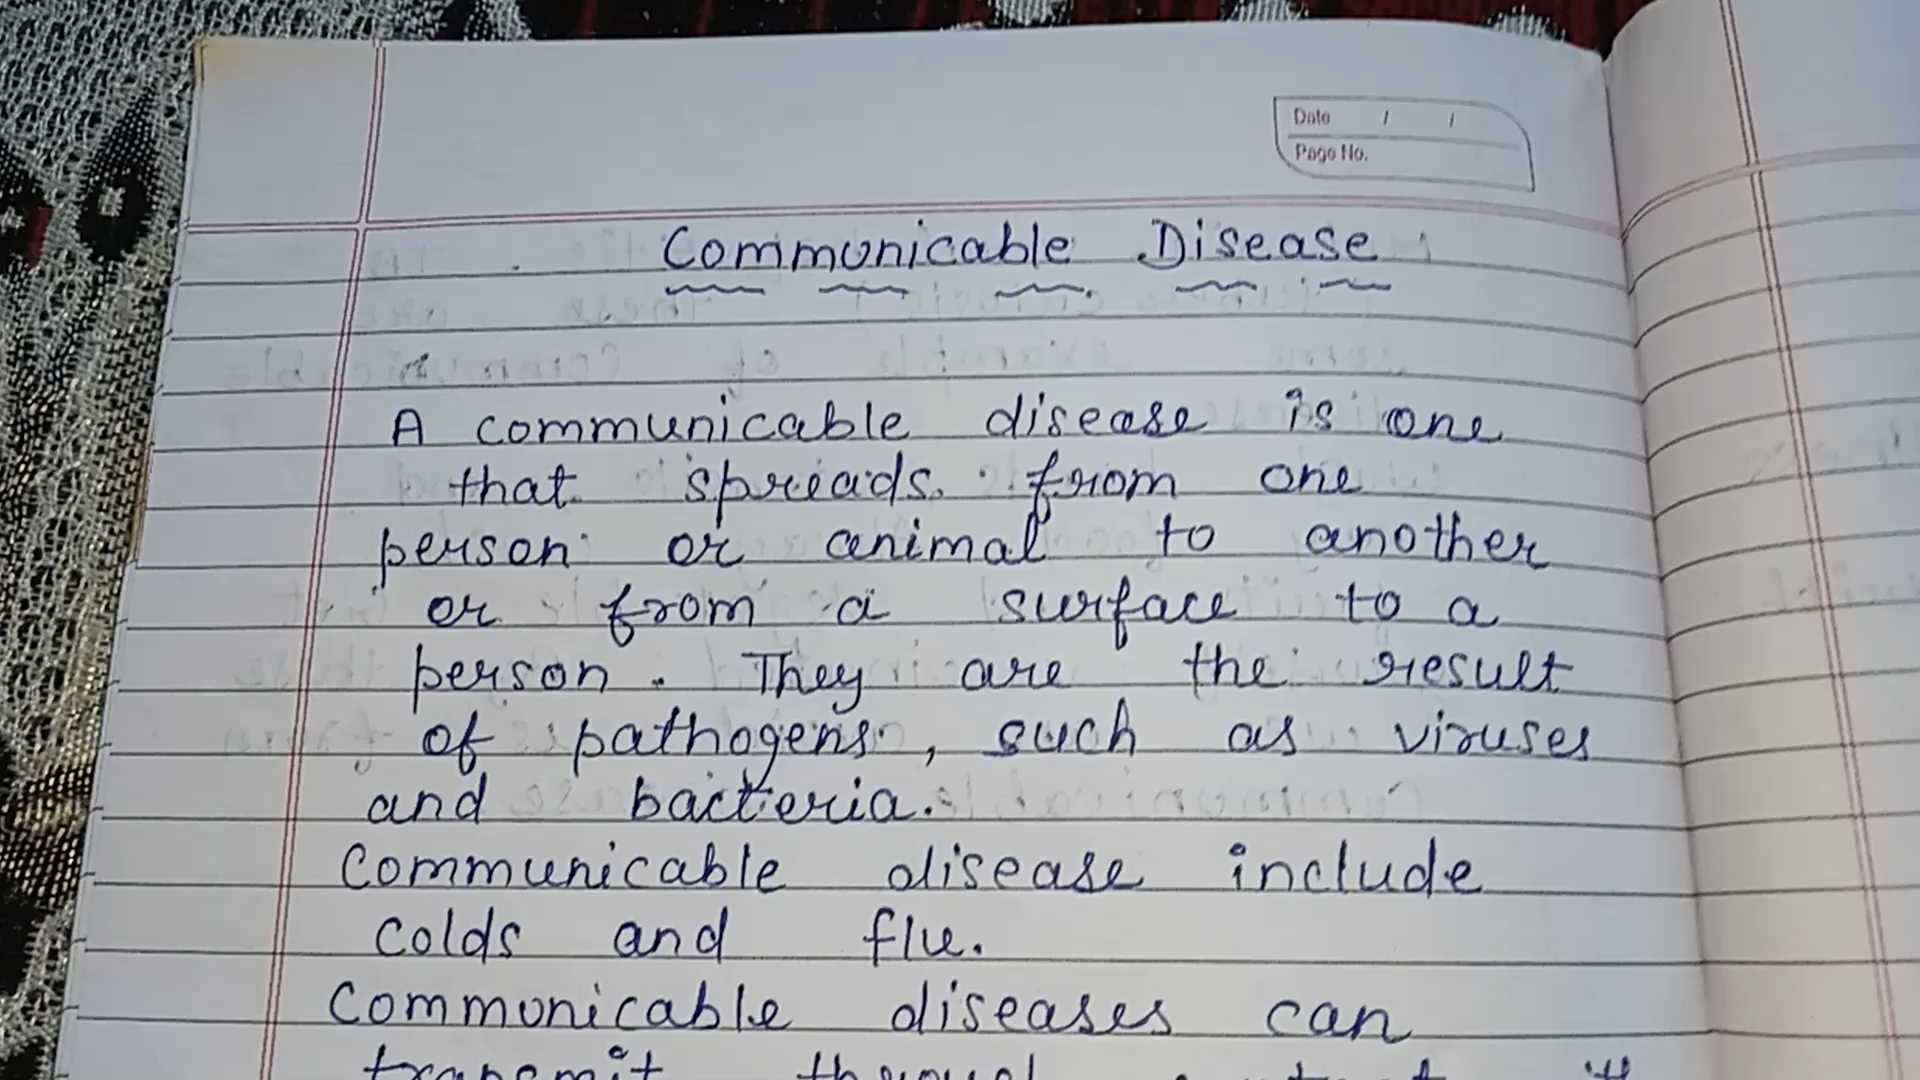 Date / /
Page No.
Communicable Disease
A communicable disease is one
that spreads from one
person or animal to another
or from a surface to a
person. They are the result
of pathogens, such as viruses
and bacteria.
Communicable disease include
colds and flu.
Communicable diseases can
transmit